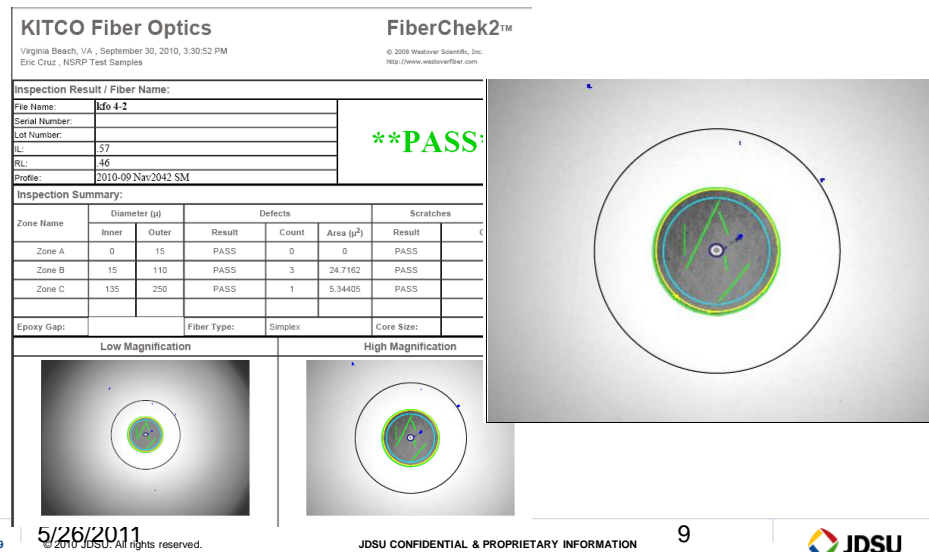 KITCO Fiber Optics
FiberChek2™
Virginia Beach, VA , September 30, 2010, 3:30:52 PM
Eric Cruz , NSRP Test Samples
© 2008 Westover Scientific, Inc.
http://www.westoverfiber.com
Inspection Result / Fiber Name:
File Name: kfo 4-2
Serial Number:
Lot Number:
IL: .57
RL: .46
Profile: 2010-09 Nav2042 SM
**PASS*
Inspection Summary:
Zone Name Diameter (µ) Defects Scratches
Inner Outer Result Count Area (µ²) Result
Zone A 0 15 PASS 0 0 PASS
Zone B 15 110 PASS 3 24.7162 PASS
Zone C 135 250 PASS 1 5.34405 PASS
Epoxy Gap: Fiber Type: Simplex Core Size:
Low Magnification High Magnification
9 5/26/2011 9
© 2010 JDSU. All rights reserved. JDSU CONFIDENTIAL & PROPRIETARY INFORMATION JDSU